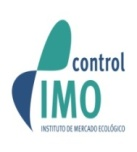 control
IMO
INSTITUTO DE MERCADO ECOLÓGICO